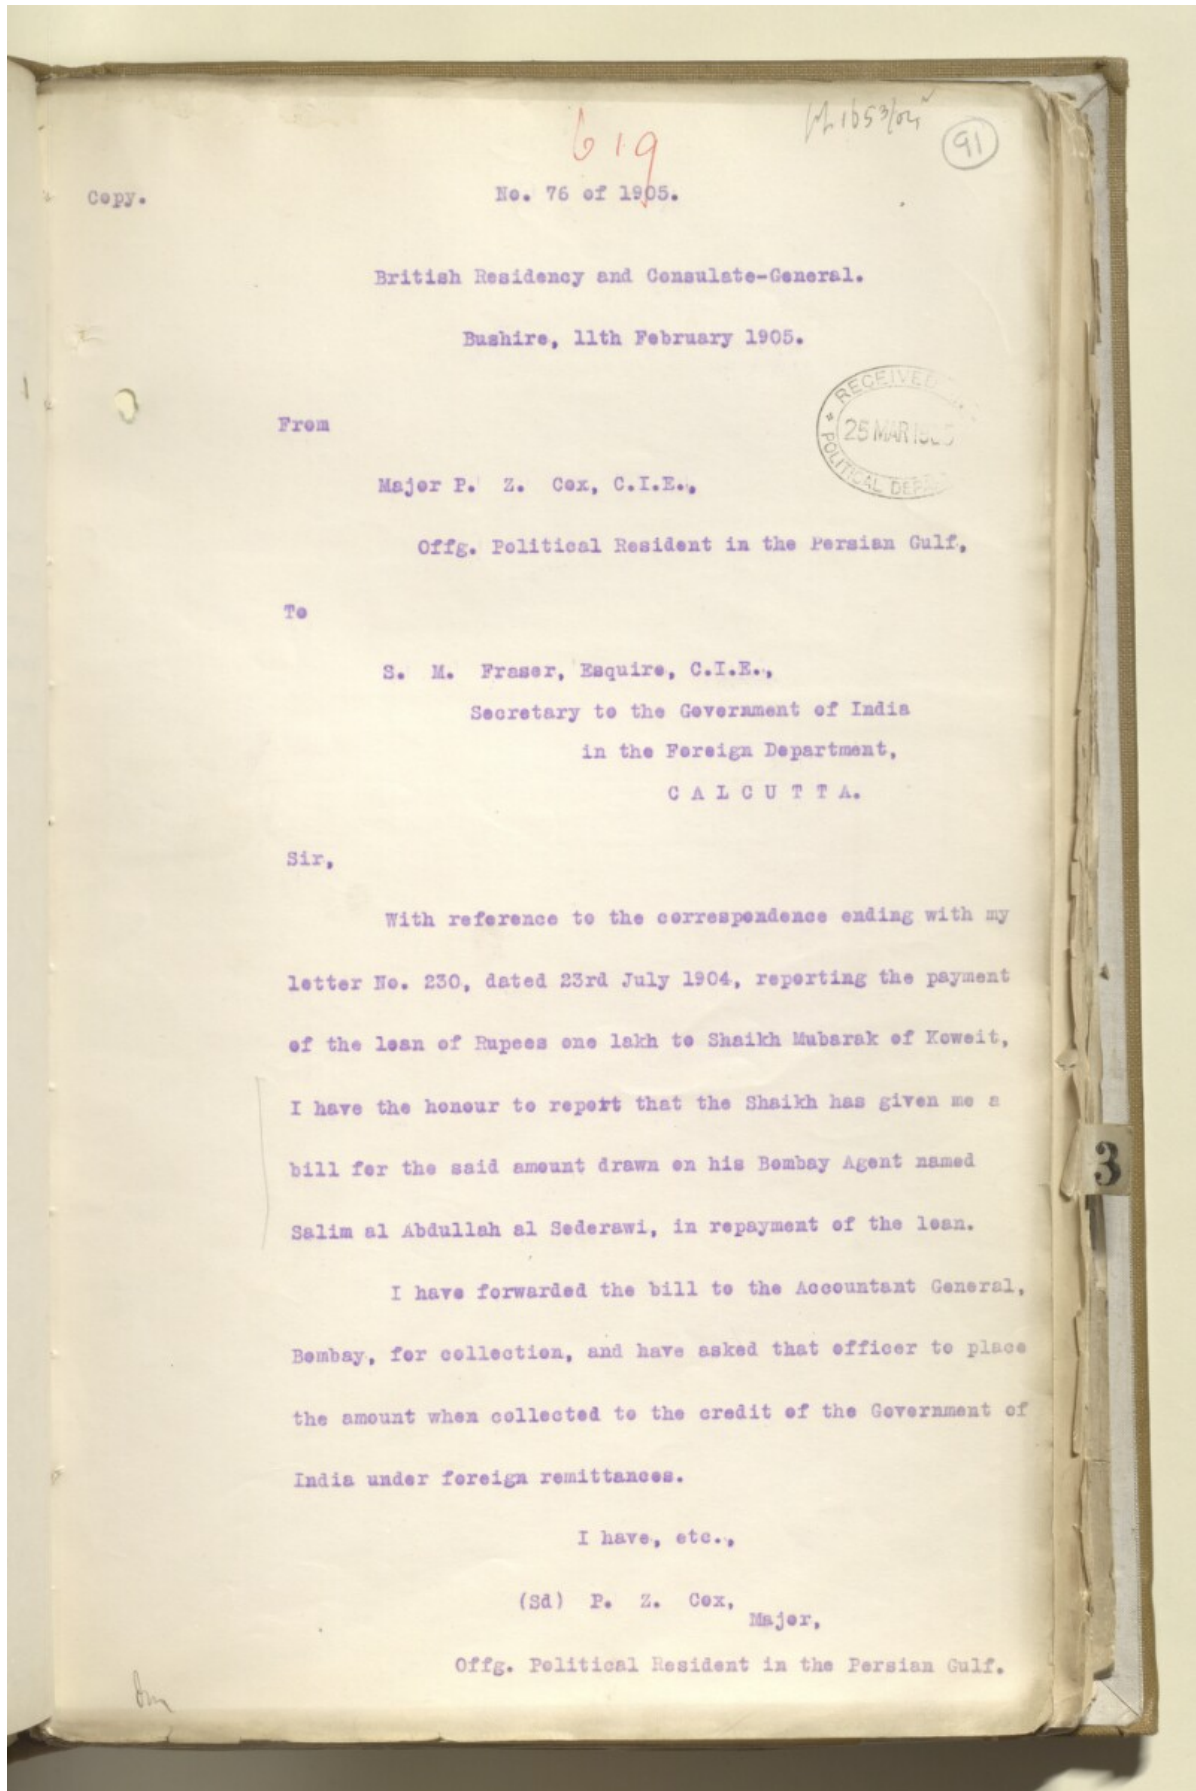 619
91
Copy.
No. 76 of 1905.
British Residency and Consulate-General.
Bushire, 11th February 1905.
RECEIVED
25 MAR 19
POLITICAL DEP
From
Major P. Z. Cox, C.I.E.,
Offg. Political Resident in the Persian Gulf,
To
S. M. Fraser, Esquire, C.I.E.,
Secretary to the Government of India
in the Foreign Department,
C A L C U T T A.
Sir,
With reference to the correspondence ending with my
letter No. 230, dated 23rd July 1904, reporting the payment
of the loan of Rupees one lakh to Shaikh Mubarak of Koweit,
I have the honour to report that the Shaikh has given me a
bill for the said amount drawn on his Bombay Agent named
Salim al Abdullah al Sederawi, in repayment of the loan.
I have forwarded the bill to the Accountant General,
Bombay, for collection, and have asked that officer to place
the amount when collected to the credit of the Government of
India under foreign remittances.
I have, etc.,
(Sd) P. Z. Cox,
Major,
Offg. Political Resident in the Persian Gulf.
3